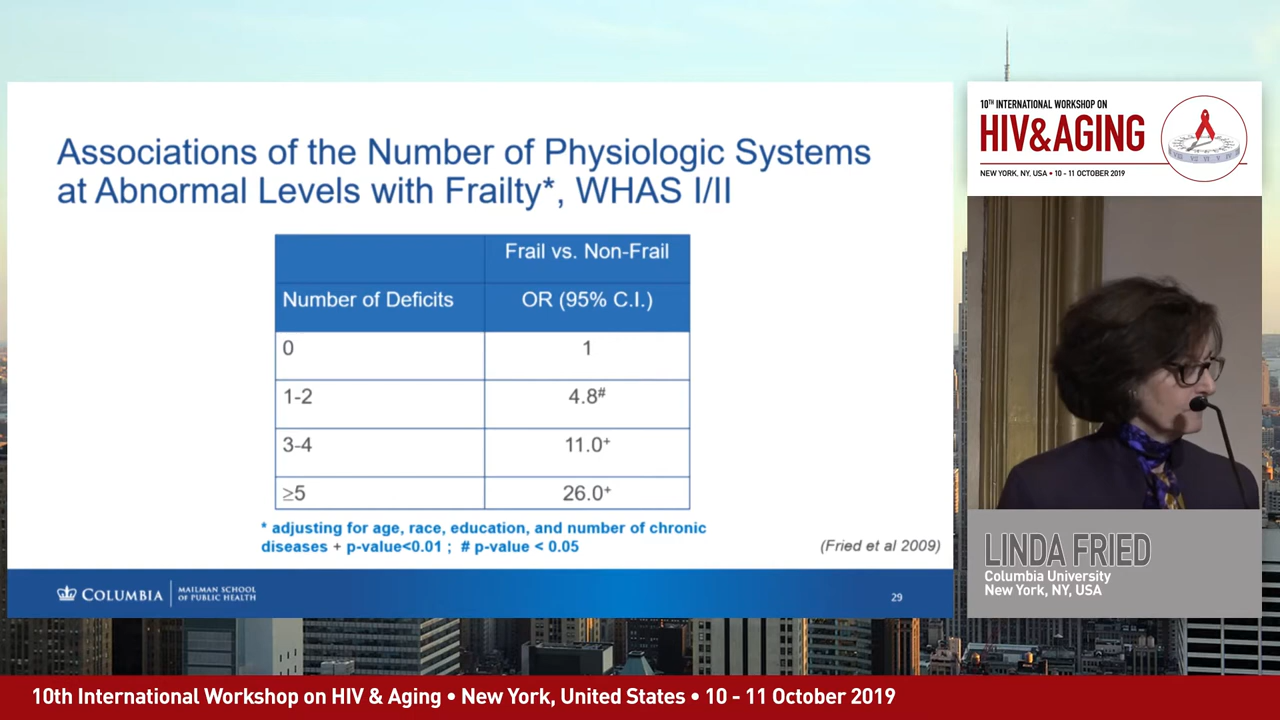 Associations of the Number of Physiologic Systems
at Abnormal Levels with Frailty*, WHAS I/II
Frail vs. Non-Frail
Number of Deficits OR (95% C.I.)
0 1
1-2 4.8#
3-4 11.0+
≥5 26.0+
* adjusting for age, race, education, and number of chronic
diseases + p-value<0.01 ; # p-value < 0.05
(Fried et al 2009)
COLUMBIA
MAILMAN SCHOOL
OF PUBLIC HEALTH
29
10TH INTERNATIONAL WORKSHOP ON
HIV&AGING
NEW YORK, NY, USA • 10 - 11 OCTOBER 2019
LINDA FRIED
Columbia University
New York, NY, USA
10th International Workshop on HIV & Aging • New York, United States • 10 - 11 October 2019